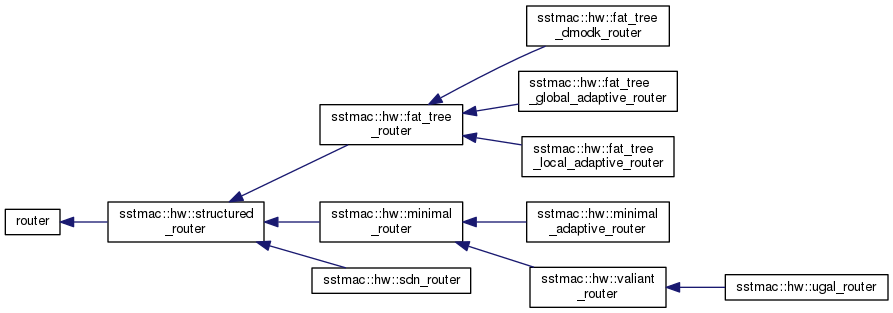 sstmac::hw::fat_tree
_dmodk_router
sstmac::hw::fat_tree
_global_adaptive_router
sstmac::hw::fat_tree
_router
sstmac::hw::fat_tree
_local_adaptive_router
router
sstmac::hw::structured
_router
sstmac::hw::minimal
_router
sstmac::hw::minimal
_adaptive_router
sstmac::hw::sdn_router
sstmac::hw::valiant
_router
sstmac::hw::ugal_router